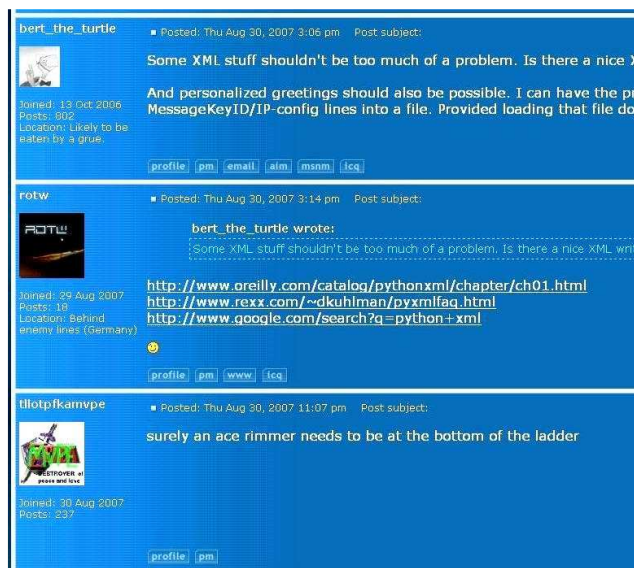 bert_the_turtle
Posted: Thu Aug 30, 2007 3:06 pm Post subject:
Some XML stuff shouldn't be too much of a problem. Is there a nice
And personalized greetings should also be possible. I can have the
MessageKeyID/IP-config lines into a file. Provided loading that file
Joined: 13 Oct 2006
Posts: 802
Location: Likely to be
eaten by a grue.
profile pm email aim msnm icq
rotw
Posted: Thu Aug 30, 2007 3:14 pm Post subject:
ROTW
bert_the_turtle wrote:
Some XML stuff shouldn't be too much of a problem. Is there a nice XML
http://www.oreilly.com/catalog/pythonxml/chapter/ch01.html
http://www.rexx.com/~dkuhlman/pyxmlfaq.html
http://www.google.com/search?q=python+xml
Joined: 29 Aug 2007
Posts: 18
Location: Behind
enemy lines (Germany)
profile pm www icq
tllotpfkamvpe
Posted: Thu Aug 30, 2007 11:07 pm Post subject:
surely an ace rimmer needs to be at the bottom of the ladder
MVPE
DESTROYER of
peace and love
Joined: 30 Aug 2007
Posts: 237
profile pm